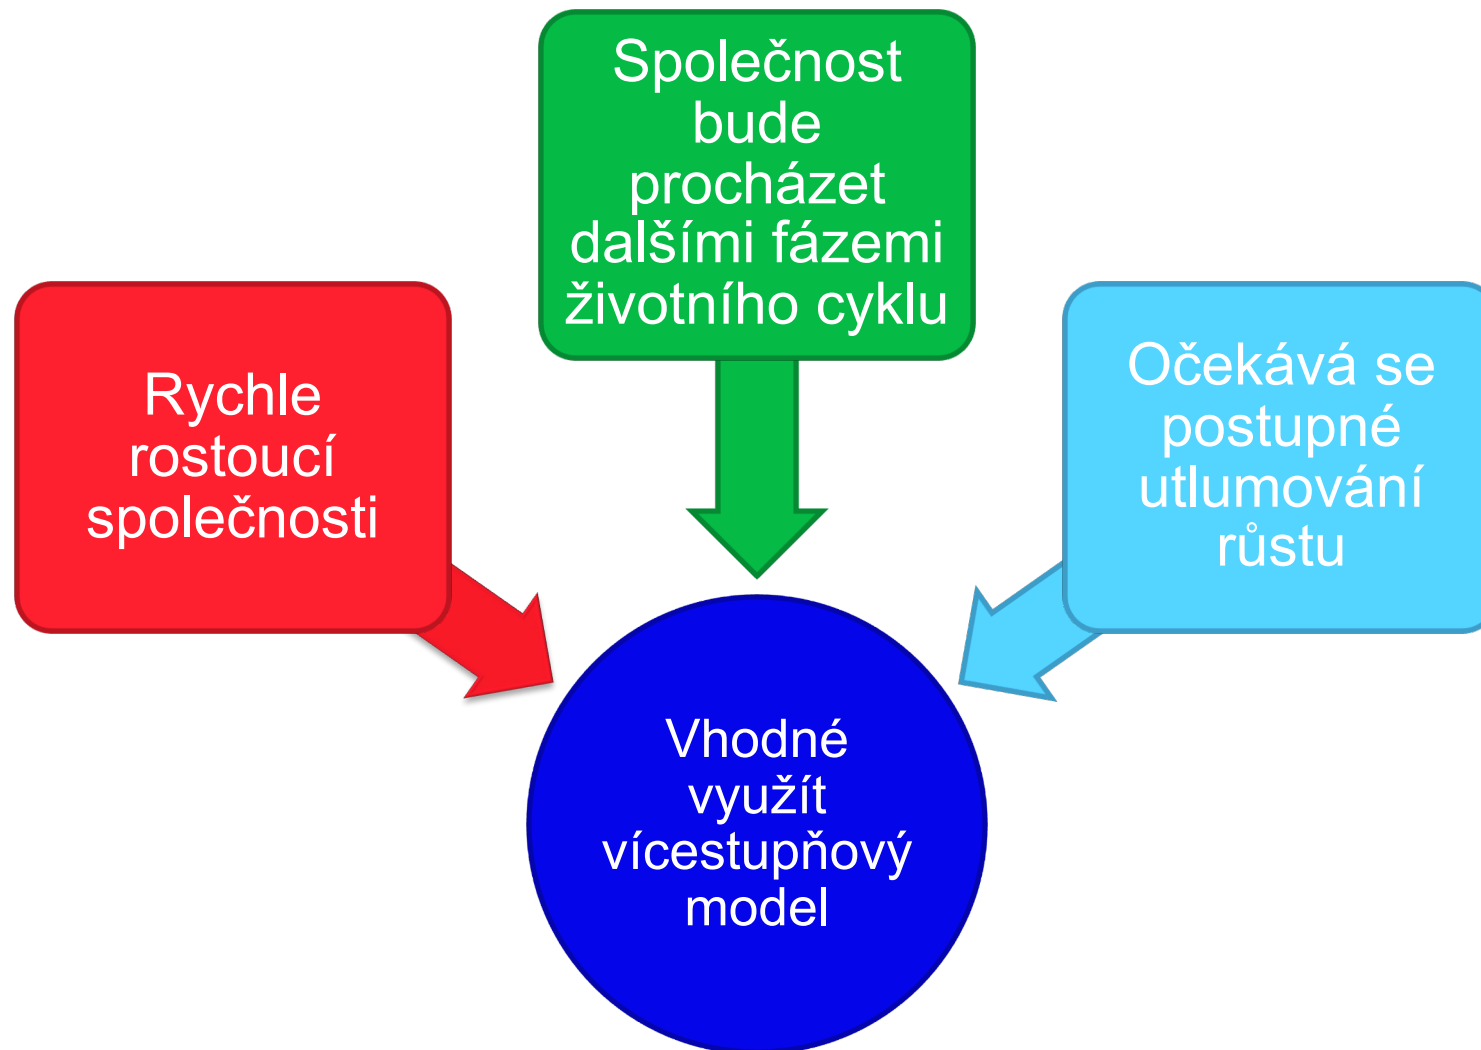 Společnost
bude
procházet
dalšími fázemi
životního cyklu
Rychle
rostoucí
společnosti
Očekává se
postupné
utlumování
růstu
Vhodné
využít
vícestupňový
model